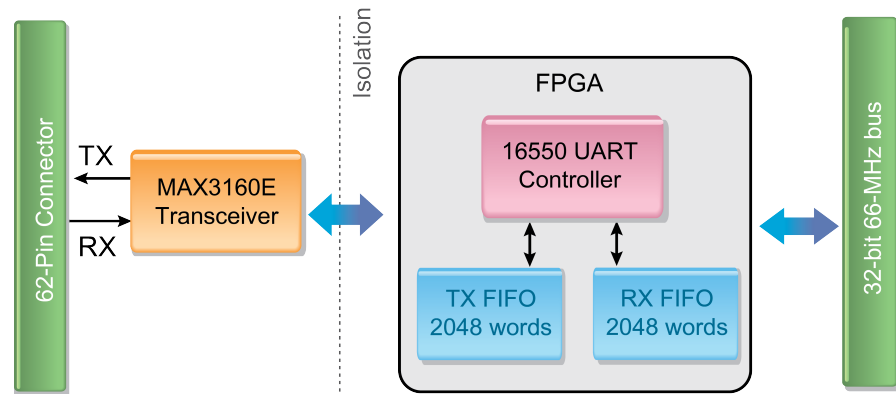 62-Pin Connector
TX
RX
MAX3160E
Transceiver
Isolation
FPGA
16550 UART
Controller
TX FIFO
2048 words
RX FIFO
2048 words
32-bit 66-MHz bus